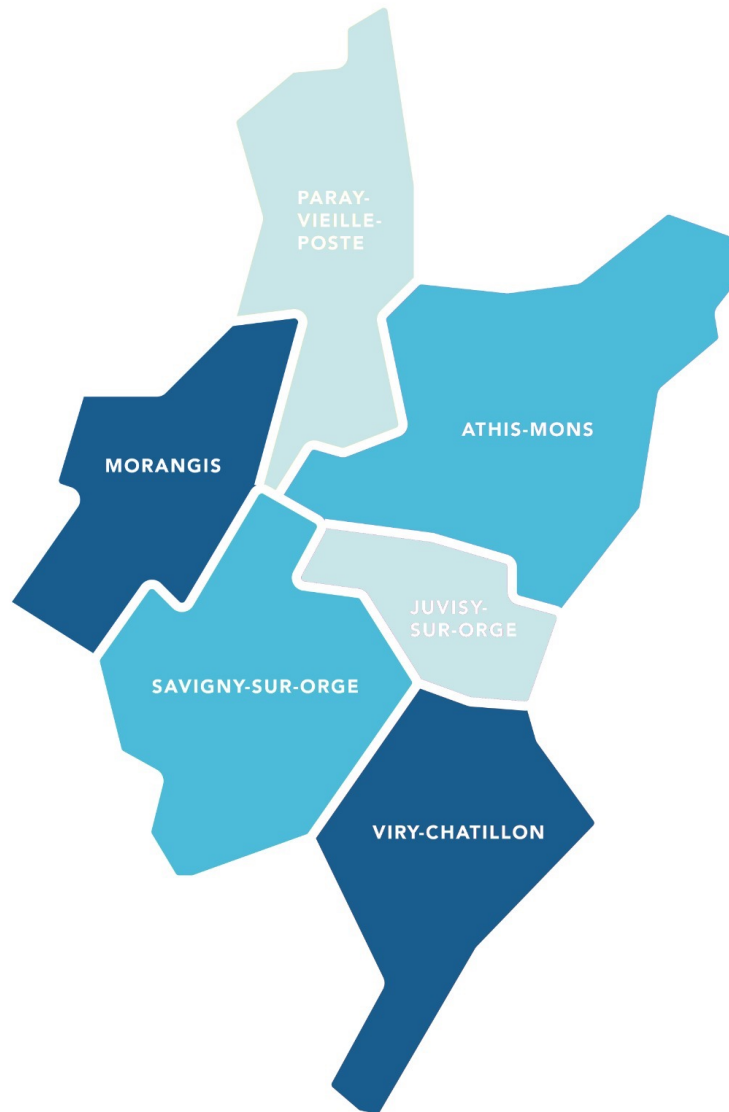 PARAY-
VIEILLE-
POSTE
ATHIS-MONS
MORANGIS
JUVISY-
SUR-ORGE
SAVIGNY-SUR-ORGE
VIRY-CHATILLON